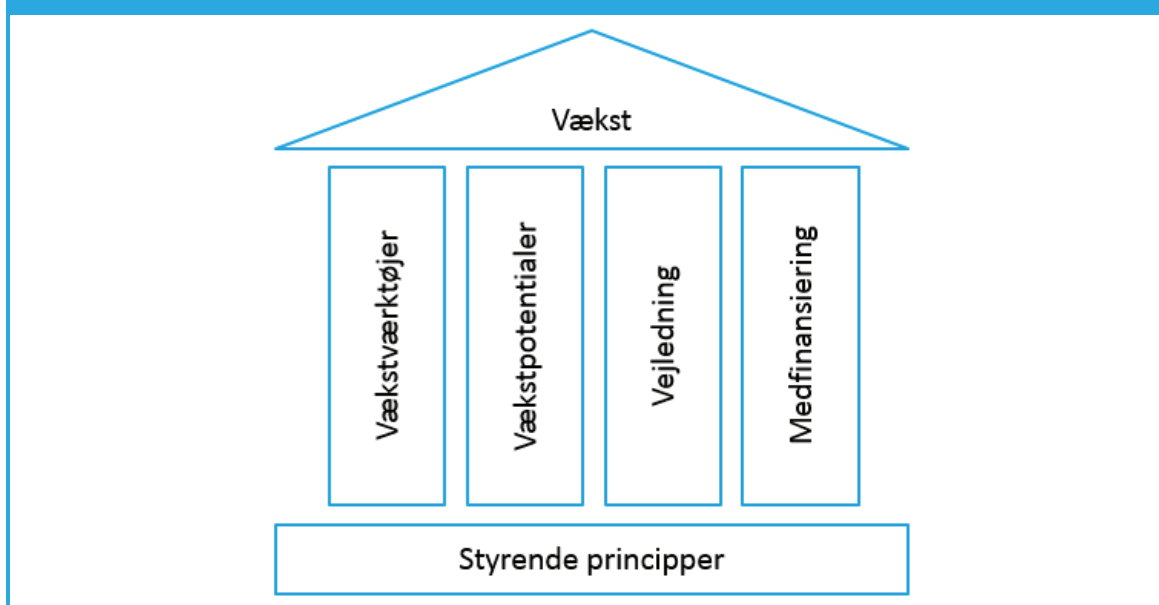 Vækst
Vækstværktøjer
Vækstpotentialer
Vejledning
Medfinansiering
Styrende principper